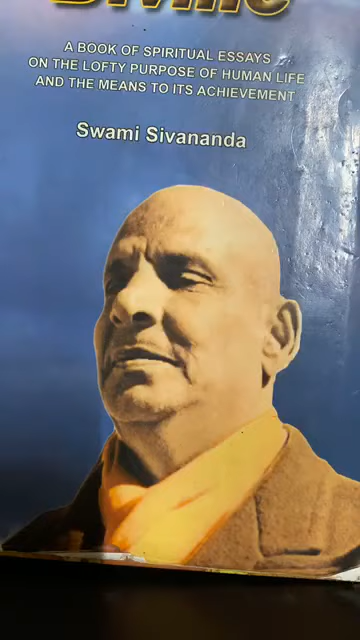 Divine
A BOOK OF SPIRITUAL ESSAYS
ON THE LOFTY PURPOSE OF HUMAN LIFE
AND THE MEANS TO ITS ACHIEVEMENT
Swami Sivananda